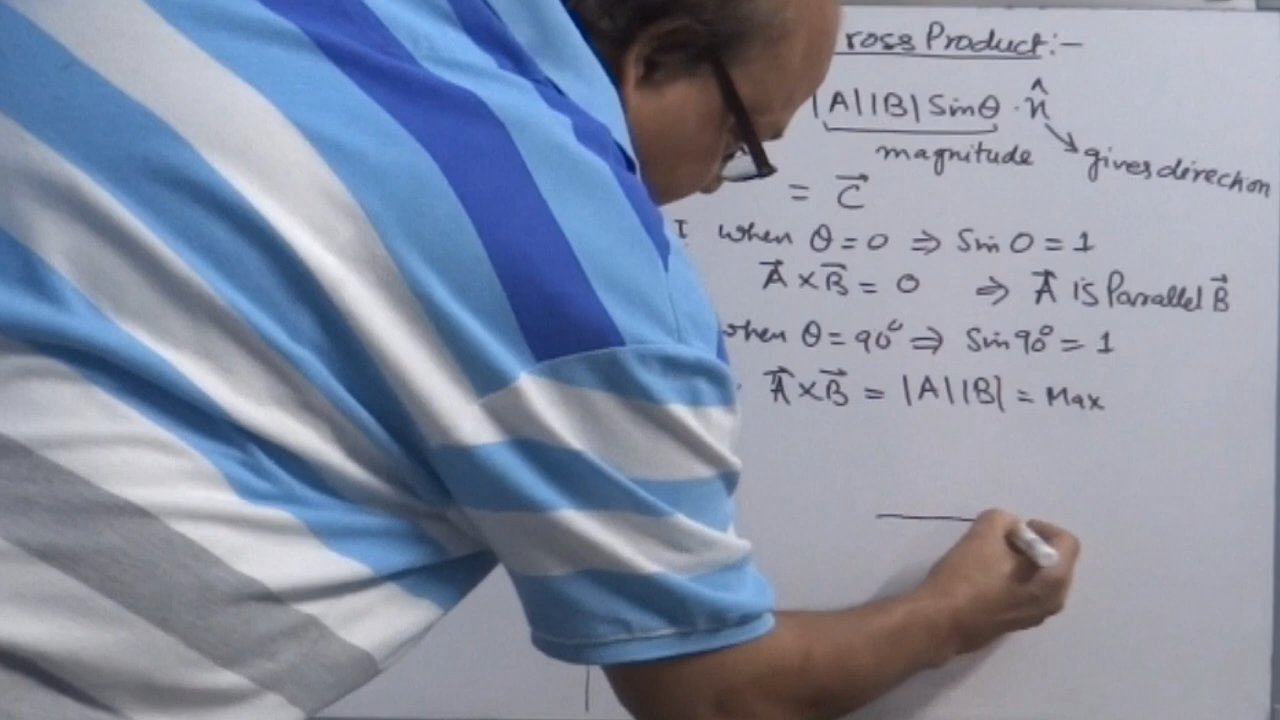 ross Product:-
|A||B| Sinθ · n̂
magnitude ↘ gives direction
= C⃗
I when θ = 0 ⇒ Sin 0 = 1
A⃗ × B⃗ = 0 ⇒ A⃗ is Parallel B⃗
when θ = 90° ⇒ Sin 90° = 1
A⃗ × B⃗ = |A||B| = Max